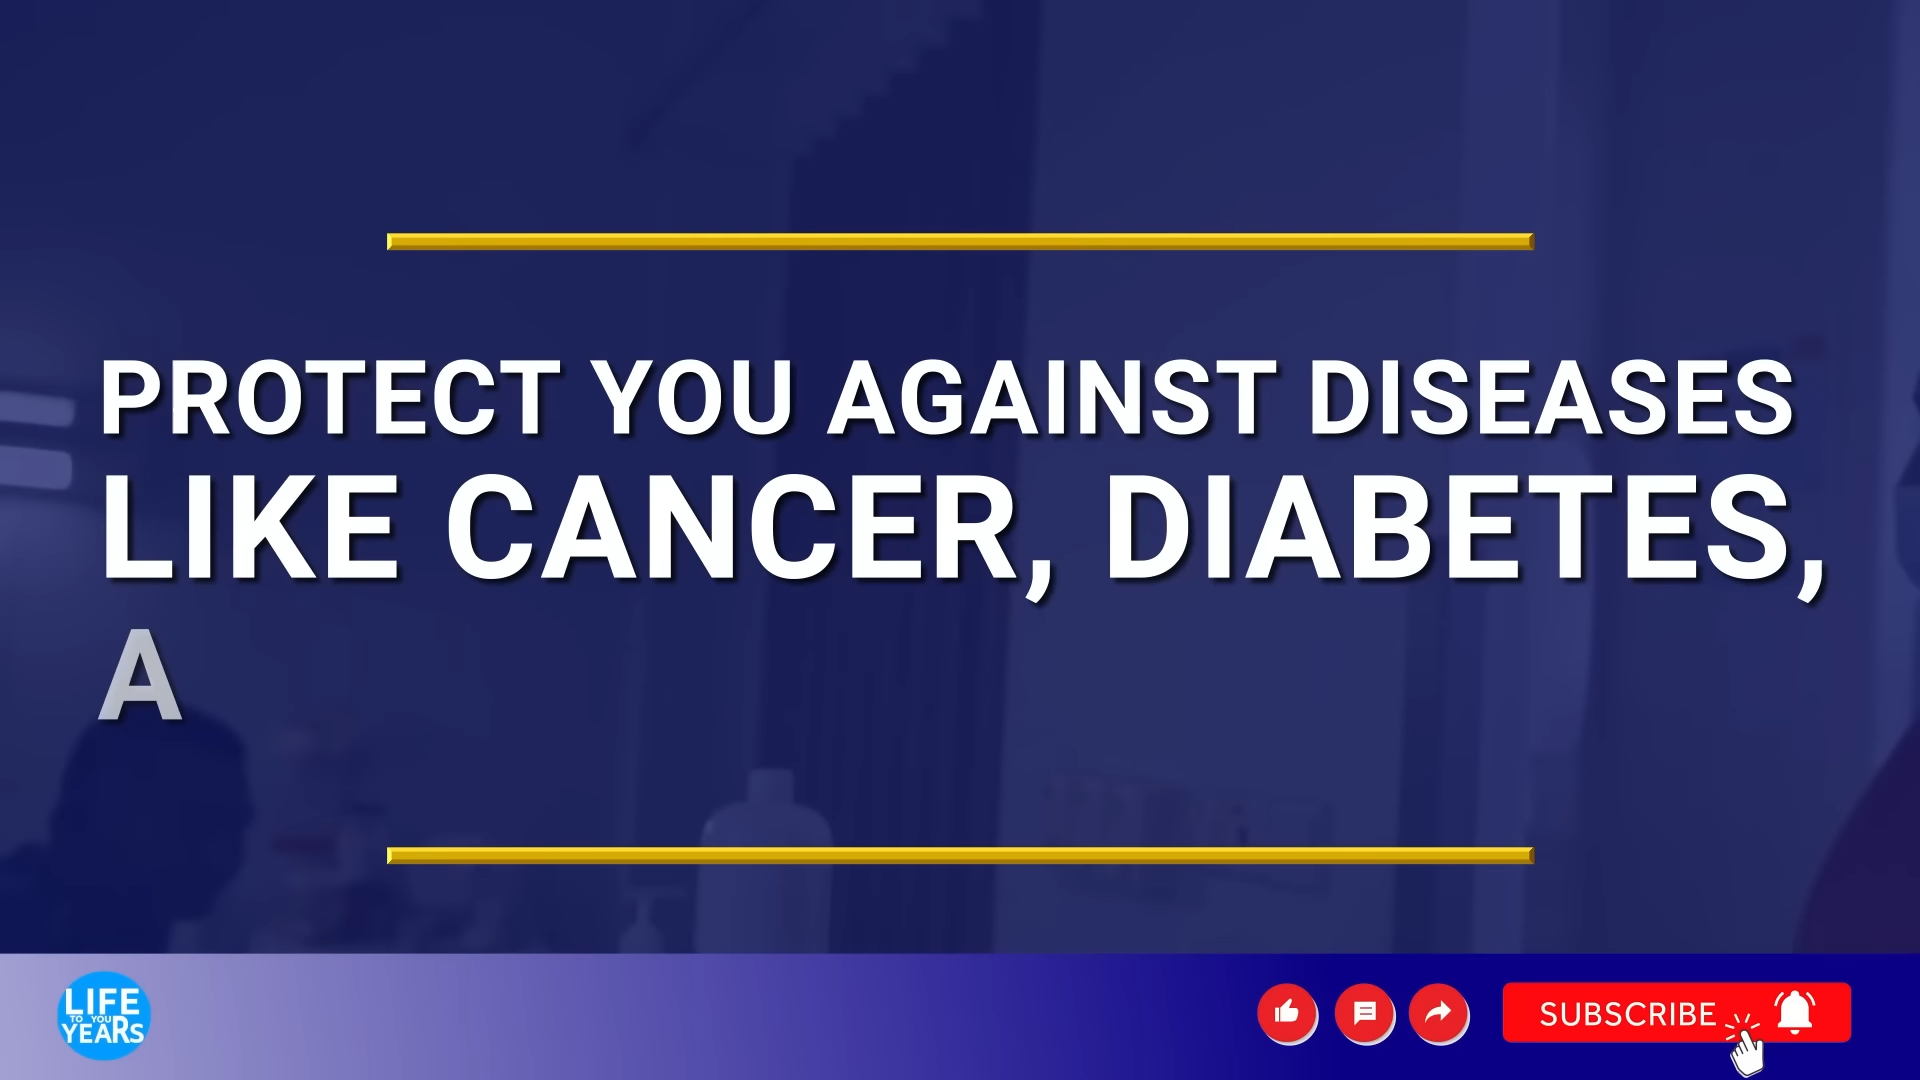 PROTECT YOU AGAINST DISEASES
LIKE CANCER, DIABETES,
A
LIFE
TO YOU
YEARS
SUBSCRIBE